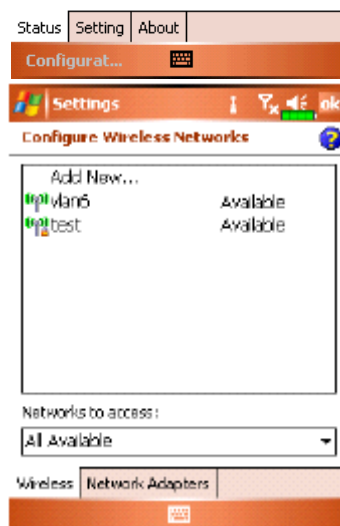 Status Setting About
Configurat...
Settings ok
Configure Wireless Networks ?
Add New...
vlan6 Available
test Available
Networks to access:
All Available
Wireless Network Adapters